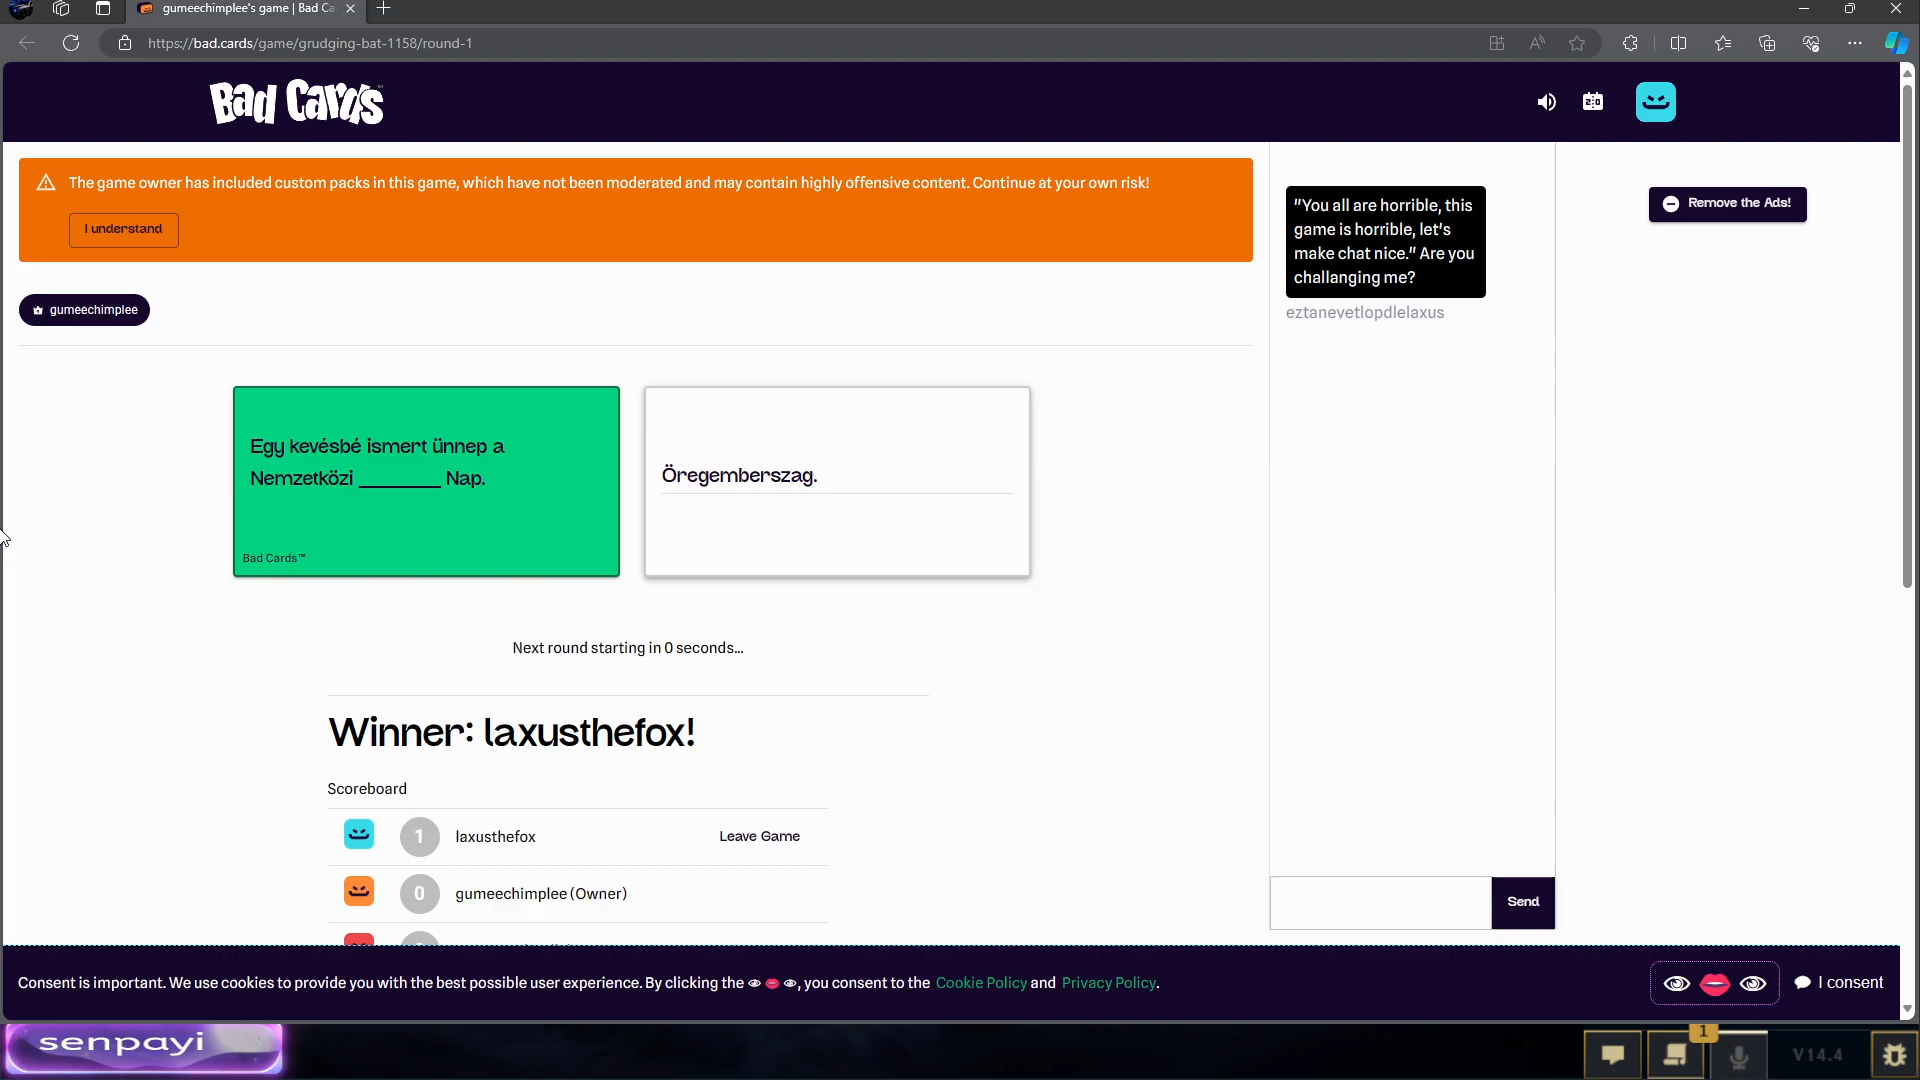 gumeechimplee's game | Bad Ca
https://bad.cards/game/grudging-bat-1158/round-1
Bad Cards
The game owner has included custom packs in this game, which have not been moderated and may contain highly offensive content. Continue at your own risk!
I understand
gumeechimplee
Egy kevésbé ismert ünnep a
Nemzetközi ________ Nap.
Bad Cards™
Öregemberszag.
Next round starting in 0 seconds...
Winner: laxusthefox!
Scoreboard
1 laxusthefox Leave Game
0 gumeechimplee (Owner)
"You all are horrible, this
game is horrible, let's
make chat nice." Are you
challanging me?
eztanevetlopdlelaxus
Send
Remove the Ads!
Consent is important. We use cookies to provide you with the best possible user experience. By clicking the 👁️👄👁️, you consent to the Cookie Policy and Privacy Policy.
I consent
senpayi
1
V14.4